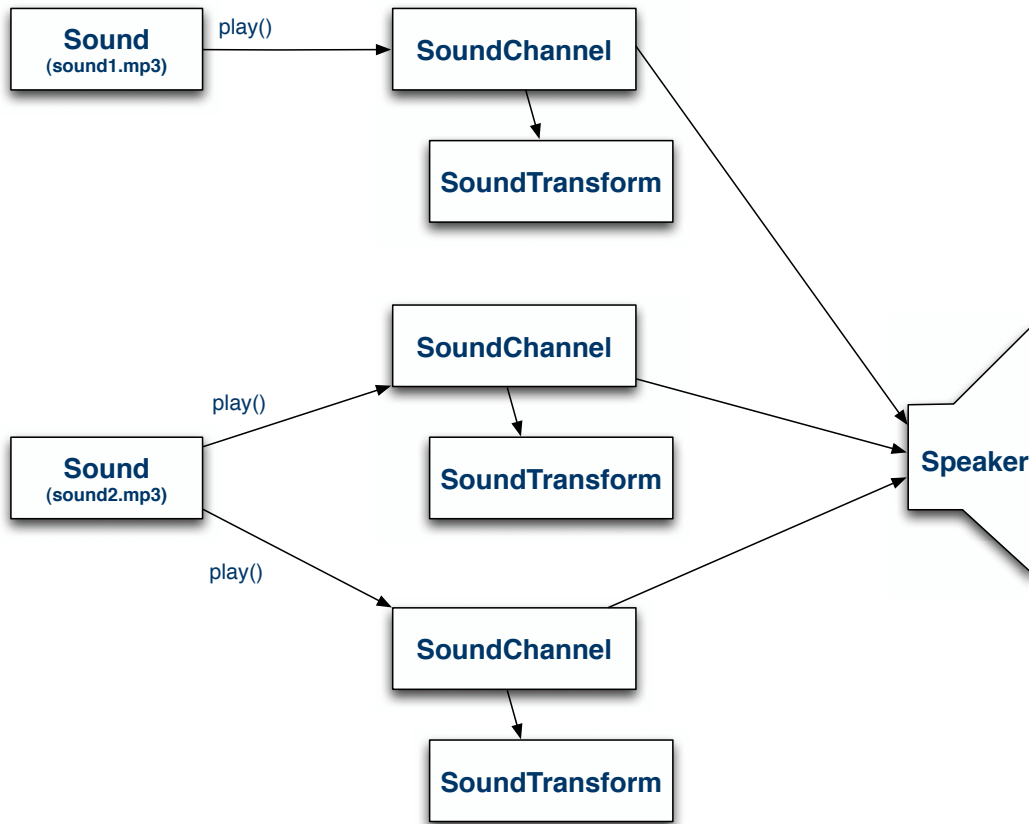 Sound
(sound1.mp3)
play()
SoundChannel
SoundTransform
SoundChannel
play()
Sound
(sound2.mp3)
SoundTransform
Speaker
play()
SoundChannel
SoundTransform